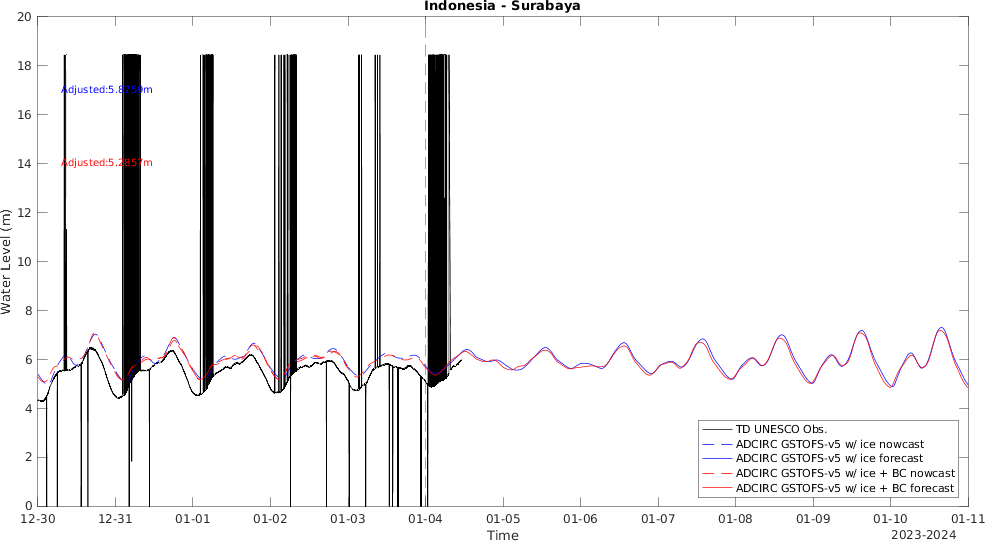 Indonesia - Surabaya
20
18
16
14
12
10
8
6
4
2
0
Water Level (m)
Adjusted:5.8759m
Adjusted:5.2857m
TD UNESCO Obs.
ADCIRC GSTOFS-v5 w/ ice nowcast
ADCIRC GSTOFS-v5 w/ ice forecast
ADCIRC GSTOFS-v5 w/ ice + BC nowcast
ADCIRC GSTOFS-v5 w/ ice + BC forecast
12-30 12-31 01-01 01-02 01-03 01-04 01-05 01-06 01-07 01-08 01-09 01-10 01-11
Time
2023-2024